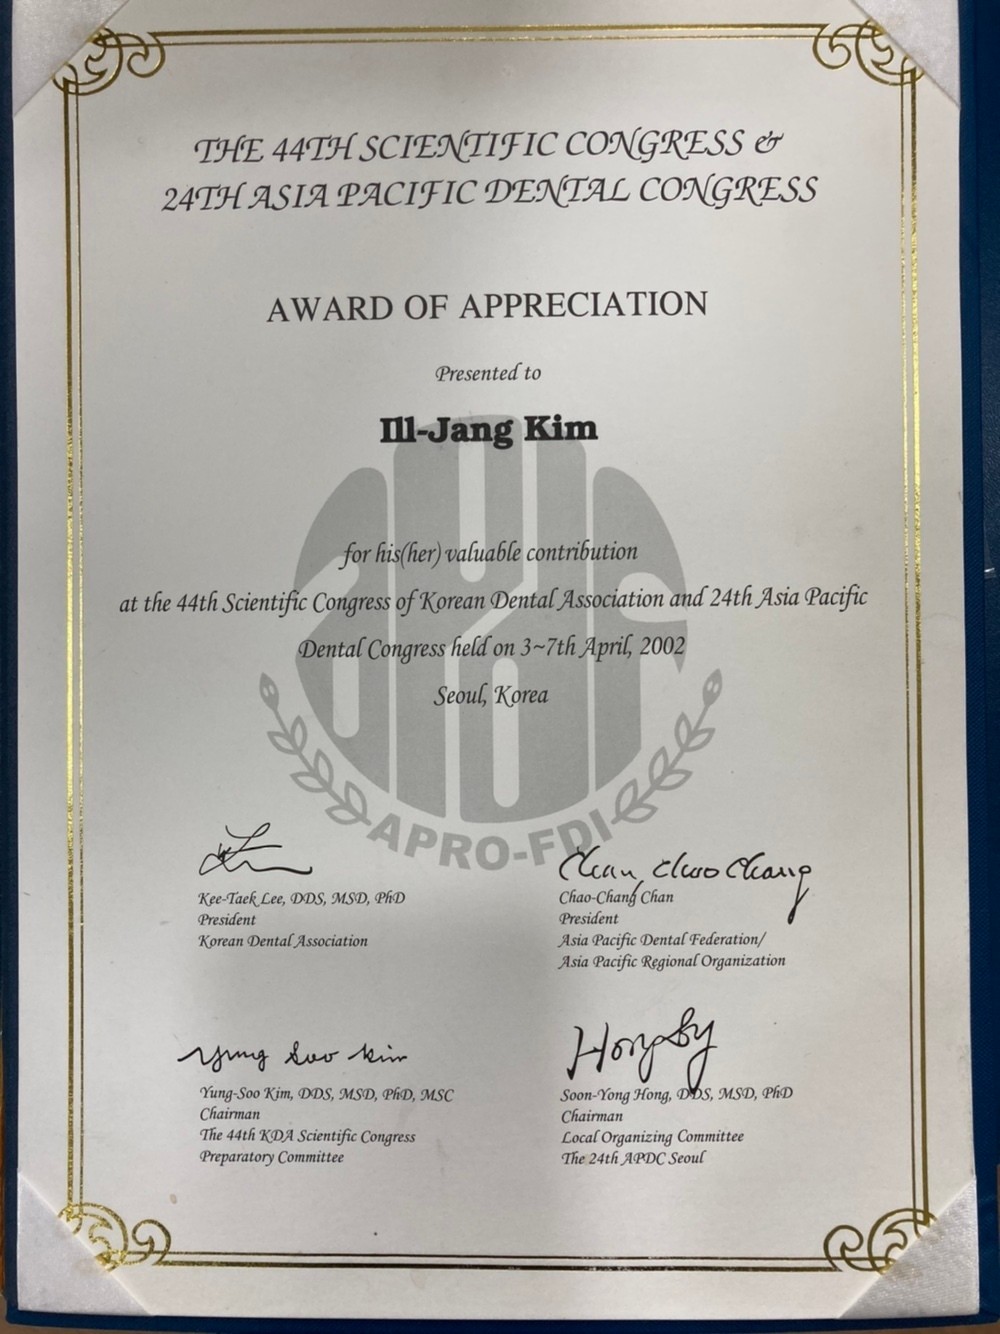 THE 44TH SCIENTIFIC CONGRESS &
24TH ASIA PACIFIC DENTAL CONGRESS
AWARD OF APPRECIATION
Presented to
Ill-Jang Kim
for his(her) valuable contribution
at the 44th Scientific Congress of Korean Dental Association and 24th Asia Pacific
Dental Congress held on 3~7th April, 2002
Seoul, Korea
APRO-FDI
Chan, Chao Chang
Kee-Taek Lee, DDS, MSD, PhD
President
Korean Dental Association
Chao-Chang Chan
President
Asia Pacific Dental Federation/
Asia Pacific Regional Organization
Yung Soo Kim
Yung-Soo Kim, DDS, MSD, PhD, MSC
Chairman
The 44th KDA Scientific Congress
Preparatory Committee
Hong Sy
Soon-Yong Hong, DDS, MSD, PhD
Chairman
Local Organizing Committee
The 24th APDC Seoul